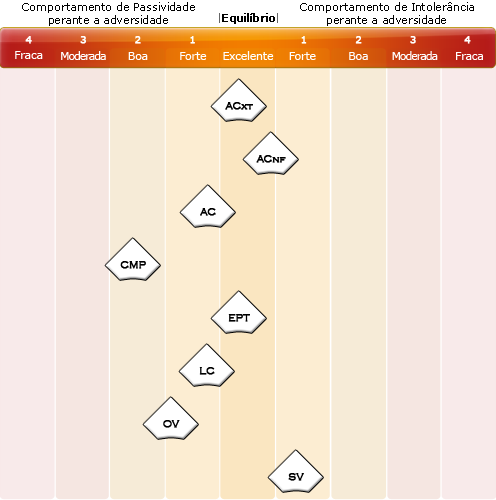 Comportamento de Passividade
perante a adversidade
|Equilíbrio|
Comportamento de Intolerância
perante a adversidade
4 3 2 1 1 2 3 4
Fraca Moderada Boa Forte Excelente Forte Boa Moderada Fraca
ACXT
ACNF
AC
CMP
EPT
LC
OV
SV